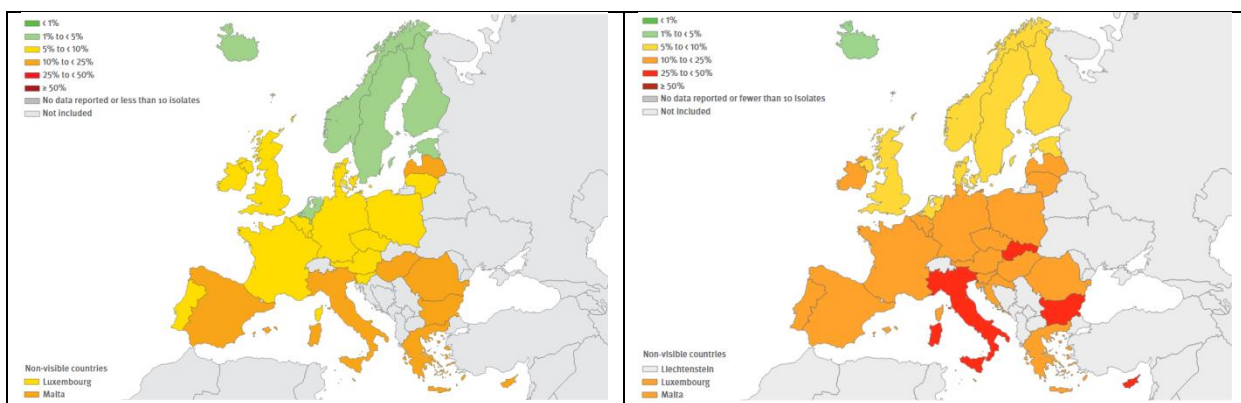 < 1%
1% to < 5%
5% to < 10%
10% to < 25%
25% to < 50%
≥ 50%
No data reported or less than 10 isolates
Not included
Non-visible countries
Luxembourg
Malta
< 1%
1% to < 5%
5% to < 10%
10% to < 25%
25% to < 50%
≥ 50%
No data reported or fewer than 10 isolates
Not included
Non-visible countries
Liechtenstein
Luxembourg
Malta